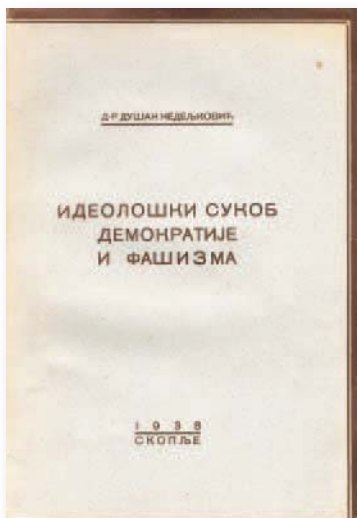 Д-Р ДУШАН НЕДЕЉКОВИЋ
ИДЕОЛОШКИ СУКОБ
ДЕМОКРАТИЈЕ
И ФАШИЗМА
1938
СКОПЉЕ